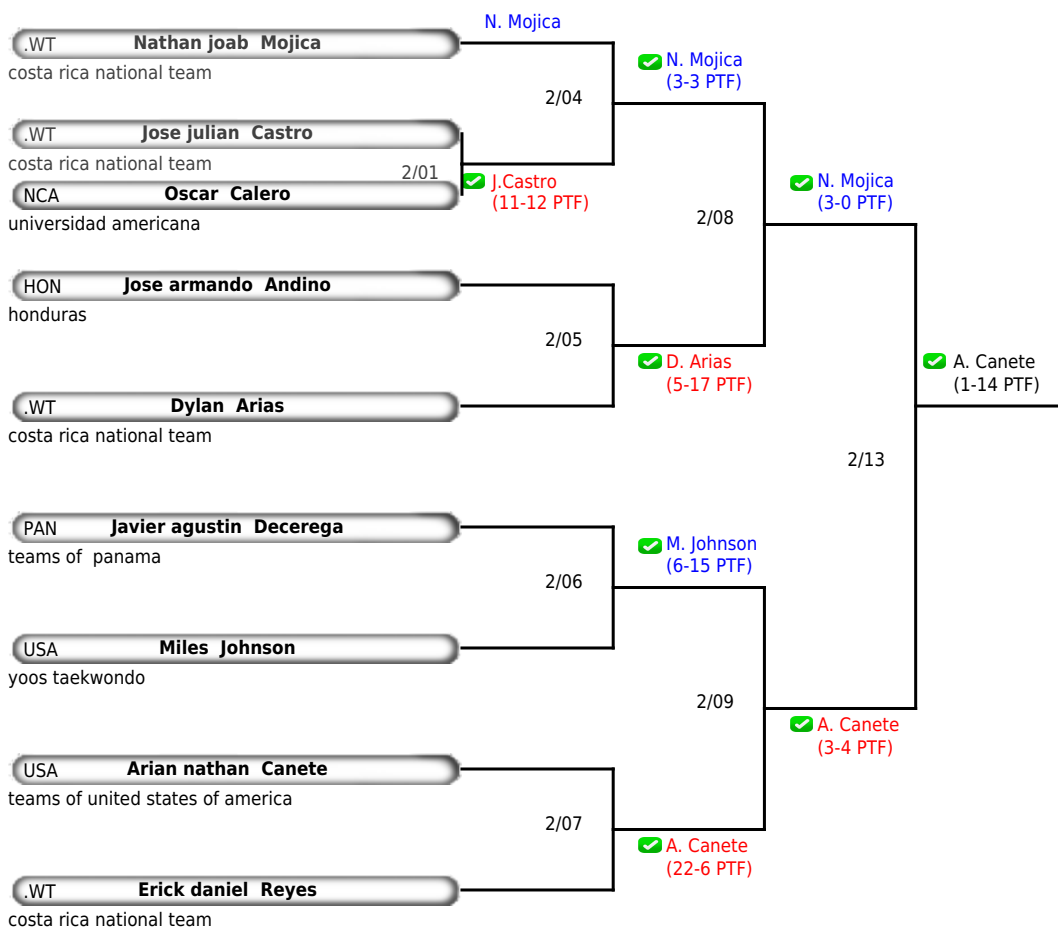 N. Mojica
.WT Nathan joab Mojica
costa rica national team
N. Mojica
(3-3 PTF)
2/04
.WT Jose julian Castro
costa rica national team
2/01
J.Castro
(11-12 PTF)
NCA Oscar Calero
universidad americana
N. Mojica
(3-0 PTF)
2/08
HON Jose armando Andino
honduras
2/05
D. Arias
(5-17 PTF)
A. Canete
(1-14 PTF)
.WT Dylan Arias
costa rica national team
2/13
PAN Javier agustin Decerega
teams of panama
M. Johnson
(6-15 PTF)
2/06
USA Miles Johnson
yoos taekwondo
2/09
A. Canete
(3-4 PTF)
USA Arian nathan Canete
teams of united states of america
2/07
A. Canete
(22-6 PTF)
.WT Erick daniel Reyes
costa rica national team